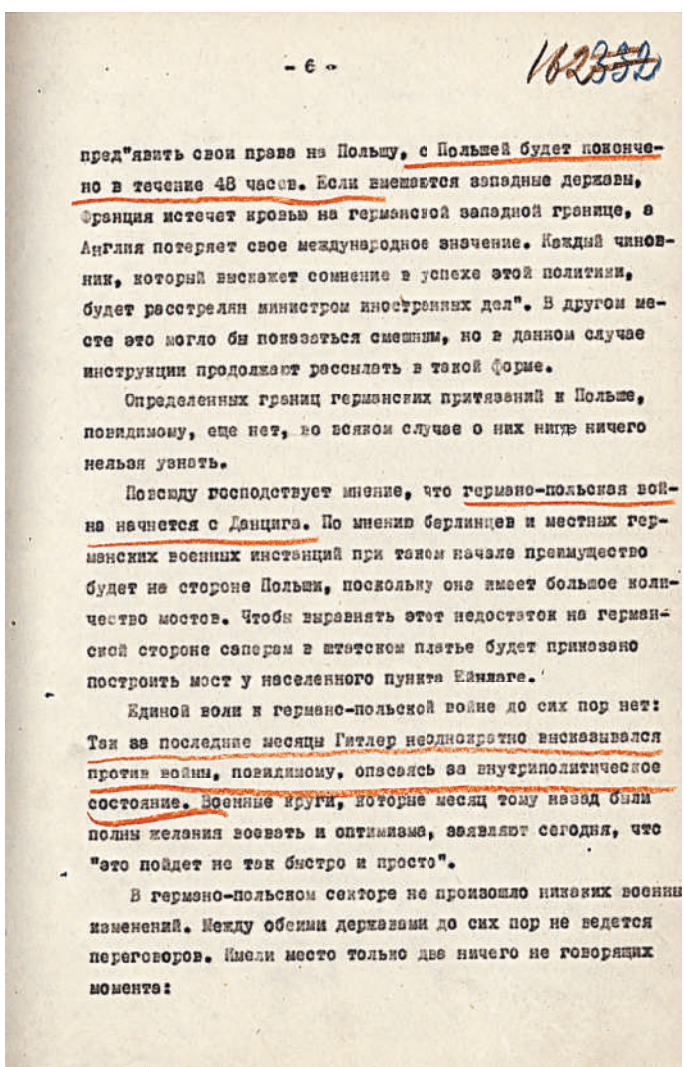 - 6 -
162332
пред"явить свои права на Польшу, с Польшей будет покончe-
но в течение 48 часов. Если вмешаются западные державы,
Франция истечет кровью на германской западной границе, а
Англия потеряет свое международное значение. Каждый чинов-
ник, который выскажет сомнение в успехе этой политики,
будет расстрелян министром иностранных дел". В другом ме-
сте это могло бы показаться смешным, но в данном случае
инструкции продолжают рассылать в такой форме.
Определенных границ германских притязаний к Польше,
повидимому, еще нет, во всяком случае о них нигде ничего
нельзя узнать.
Повсюду господствует мнение, что германо-польская вой-
на начнется с Данцига. По мнению берлинцев и местных гер-
манских военных инстанций при таком начале преимущество
будет на стороне Польши, поскольку она имеет большое коли-
чество мостов. Чтобы выравнять этот недостаток на герман-
ской стороне саперам в штатском платье будет приказано
построить мост у населенного пункта Ейнлаге.
Единой воли к германо-польской войне до сих пор нет:
Так за последние месяцы Гитлер неоднократно высказывался
против войны, повидимому, опасаясь за внутриполитическое
состояние. Военные круги, которые месяц тому назад были
полны желания воевать и оптимизма, заявляют сегодня, что
"это пойдет не так быстро и просто".
В германо-польском секторе не произошло никаких военны
изменений. Между обеими державами до сих пор не ведется
переговоров. Имели место только два ничего не говорящих
момента: